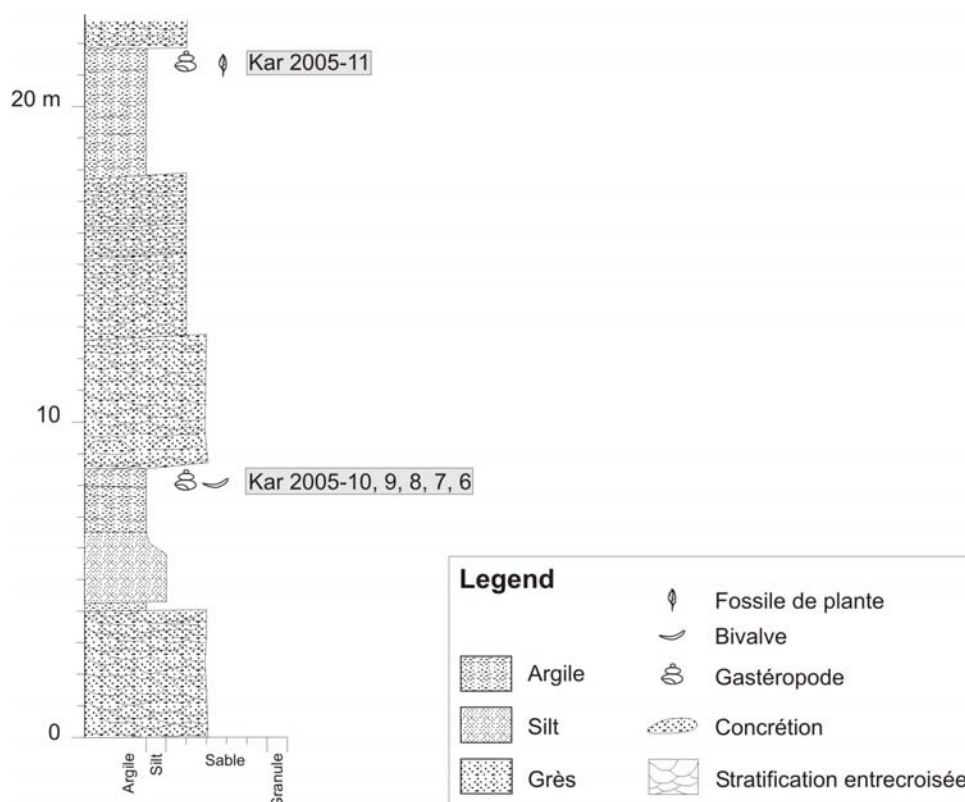 Kar 2005-11
20 m
10
Kar 2005-10, 9, 8, 7, 6
0
Argile
Silt
Sable
Granule
Legend
Fossile de plante
Bivalve
Argile
Gastéropode
Silt
Concrétion
Grès
Stratification entrecroisée